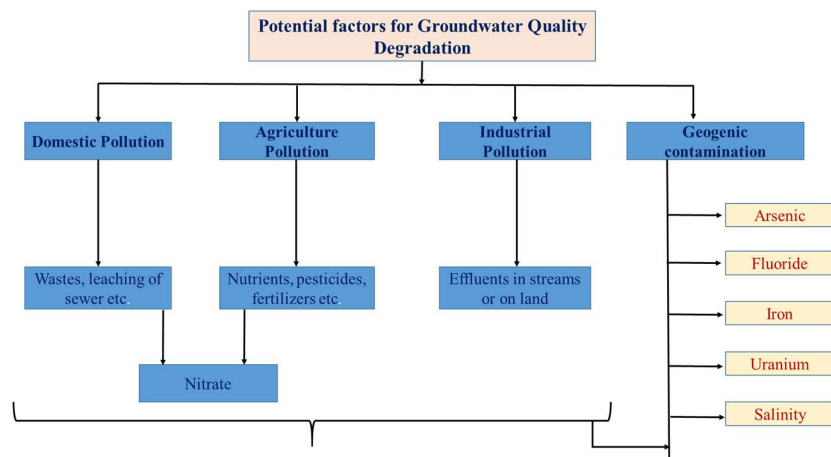 Potential factors for Groundwater Quality
Degradation
Domestic Pollution
Agriculture
Pollution
Industrial
Pollution
Geogenic
contamination
Wastes, leaching of
sewer etc.
Nutrients, pesticides,
fertilizers etc.
Effluents in streams
or on land
Nitrate
Arsenic
Fluoride
Iron
Uranium
Salinity